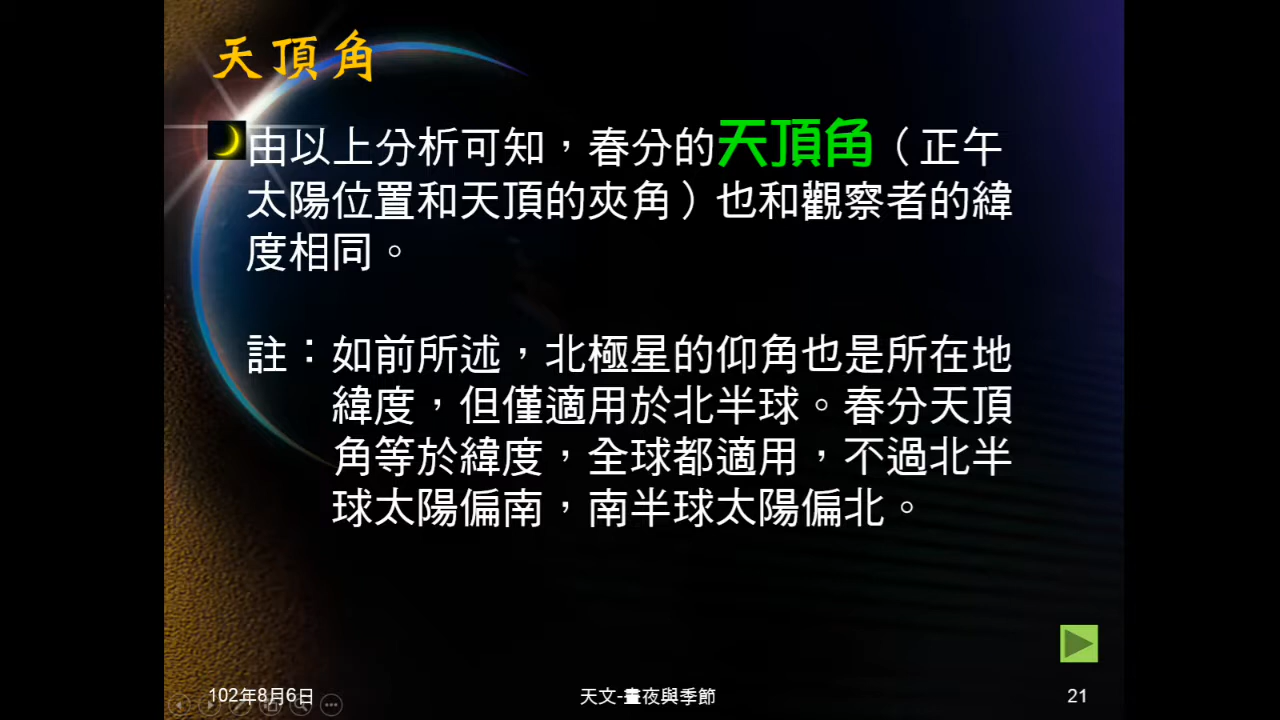 天頂角
由以上分析可知，春分的天頂角（正午
太陽位置和天頂的夾角）也和觀察者的緯
度相同。
註：如前所述，北極星的仰角也是所在地
緯度，但僅適用於北半球。春分天頂
角等於緯度，全球都適用，不過北半
球太陽偏南，南半球太陽偏北。
102年8月6日
天文-晝夜與季節
21